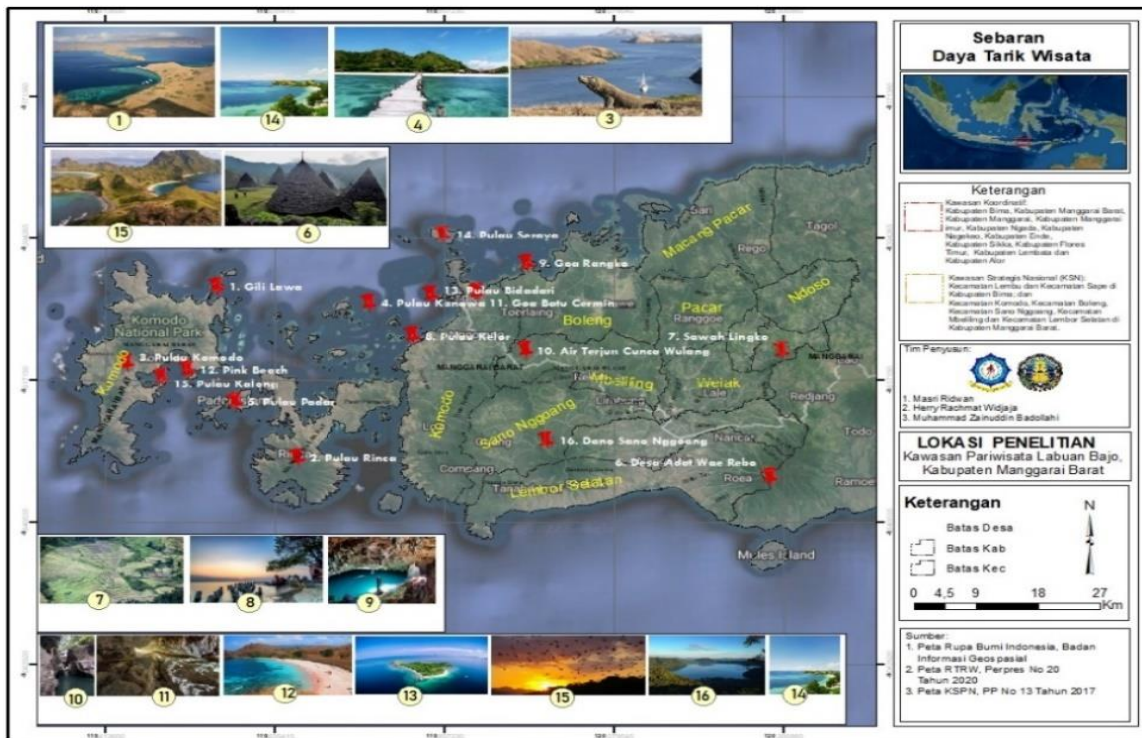 1
14
4
3
15
6
14. Pulau Seraya
9. Goa Rangko
1. Gili Lawa
13. Pulau Bidadari
4. Pulau Kanawa
11. Goa Batu Cermin
8. Pulau Kelor
10. Air Terjun Cunca Wulang
7. Sawah Lingko
3. Pulau Komodo
12. Pink Beach
15. Pulau Kalong
5. Pulau Padar
2. Pulau Rinca
16. Dano Sano Nggoang
6. Desa Adat Wae Rebo
Komodo
National Park
Komodo
Macang Pacar
Pacar
Ranggoe
Ndoso
Boleng
Terrlaing
Mbeliling
Welak
Lale
Sano Nggoang
Komodo
Lembor Selatan
Rego
Tagol
MANGGARAI BARAT
MANGGARAI
Redjang
Todo
Narica
Roea
Ramoe
Compang
Mules Island
7
8
9
10
11
12
13
15
16
14
Sebaran
Daya Tarik Wisata
Keterangan
Kawasan Koordinatif:
Kabupaten Bima, Kabupaten Manggarai Barat,
Kabupaten Manggarai, Kabupaten Manggarai
imur, Kabupaten Ngada, Kabupaten
Nagekeo, Kabupaten Ende,
Kabupaten Sikka, Kabupaten Flores
Timur, Kabupaten Lembata dan
Kabupaten Alor
Kawasan Strategis Nasional (KSN):
Kecamatan Lambu dan Kecamatan Sape di
Kabupaten Bima; dan
Kecamatan Komodo, Kecamatan Boleng,
Kecamatan Sano Nggoang, Kecamatan
Mbeliling dan Kecamatan Lembor Selatan di
Kabupaten Manggarai Barat.
Tim Penyusun:
1. Masri Ridwan
2. Herry Rachmat Widjaja
3. Muhammad Zainuddin Badollahi
LOKASI PENELITIAN
Kawasan Pariwisata Labuan Bajo,
Kabupaten Manggarai Barat
Keterangan
N
Batas Desa
Batas Kab
Batas Kec
0 4,5 9 18 27
Km
Sumber:
1. Peta Rupa Bumi Indonesia, Badan
Informasi Geospasial
2. Peta RTRW, Perpres No 20
Tahun 2020
3. Peta KSPN, PP No 13 Tahun 2017